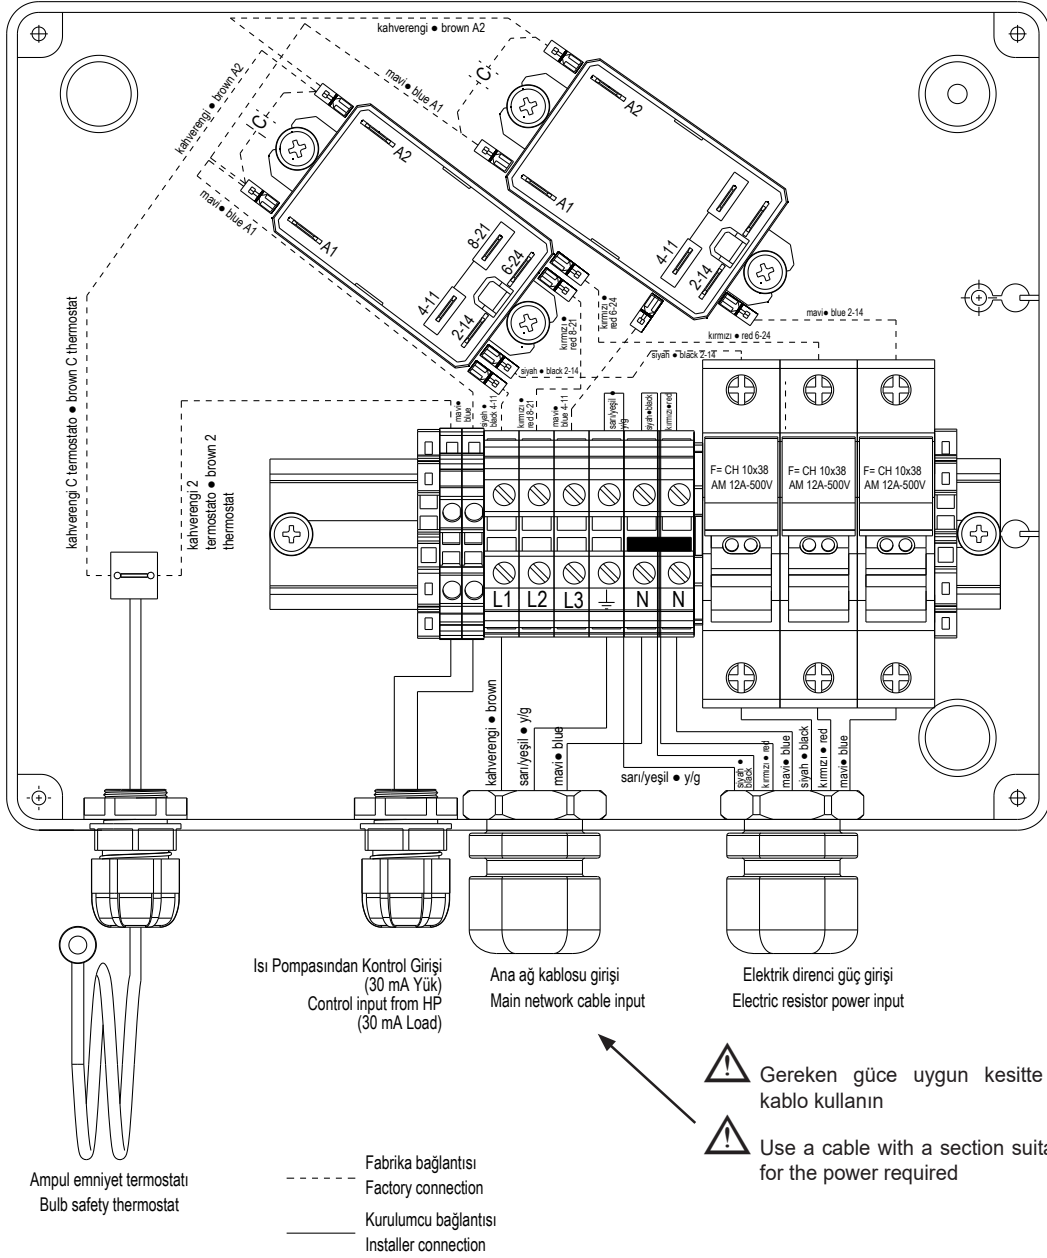 kahverengi ● brown A2
kahverengi ● brown A2
mavi● blue A1
mavi● blue A1
C
C
A2
A1
8-21
6-24
4-11
2-14
A2
A1
4-11
2-14
kırmızı ●
red 6-24
kırmızı ●
red 8-21
mavi● blue 2-14
kırmızı ● red 6-24
siyah ● black 2-14
siyah ● black 2-14
mavi●
blue
siyah ●
black 4-11
kırmızı ●
red 8-21
mavi●
blue 4-11
sarı/yeşil ●
y/g
siyah●black
kırmızı●red
kahverengi C termostato ● brown C thermostat
kahverengi 2
termostato ● brown 2
thermostat
F= CH 10x38
AM 12A-500V
F= CH 10x38
AM 12A-500V
F= CH 10x38
AM 12A-500V
L1
L2
L3
N
N
kahverengi ● brown
sarı/yeşil ● y/g
mavi●blue
sarı/yeşil ● y/g
siyah ●
black
kırmızı ● red
mavi● blue
siyah ● black
kırmızı ● red
mavi● blue
Isı Pompasından Kontrol Girişi
(30 mA Yük)
Control input from HP
(30 mA Load)
Ana ağ kablosu girişi
Main network cable input
Elektrik direnci güç girişi
Electric resistor power input
Gereken güce uygun kesitte
kablo kullanın
Use a cable with a section suita
for the power required
Ampul emniyet termostatı
Bulb safety thermostat
Fabrika bağlantısı
Factory connection
Kurulumcu bağlantısı
Installer connection